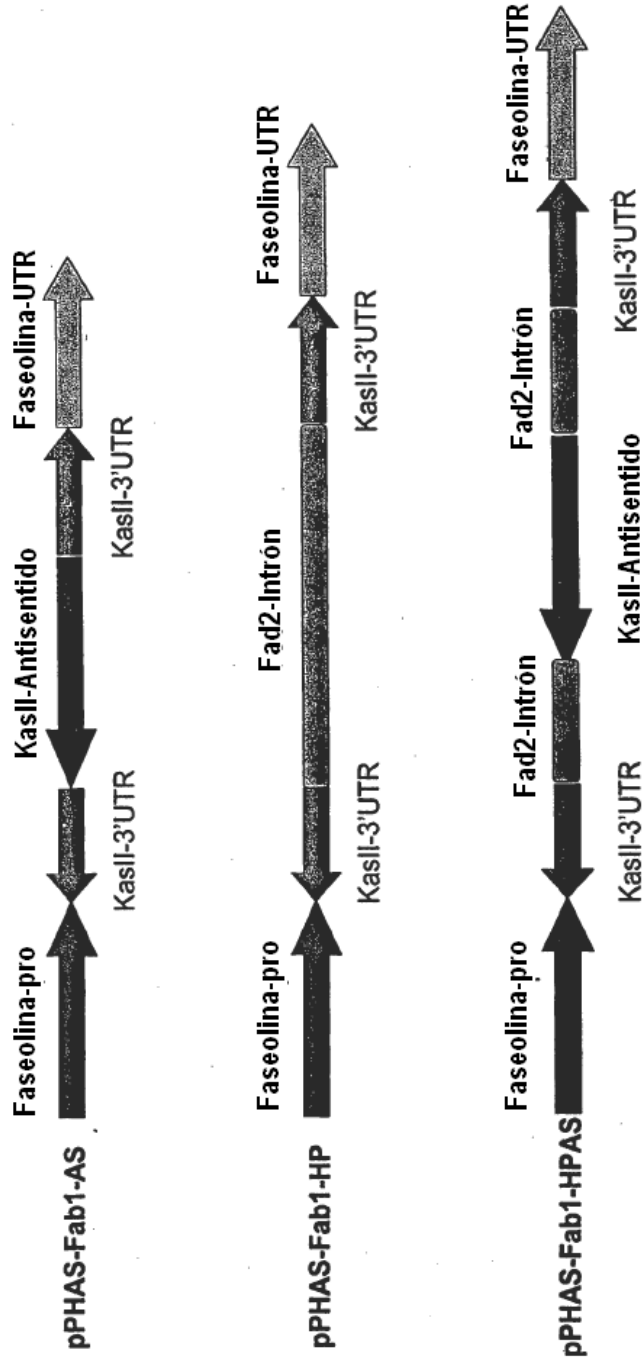 pPHAS-Fab1-AS
Faseolina-pro
KasII-3'UTR
KasII-Antisentido
KasII-3'UTR
Faseolina-UTR
pPHAS-Fab1-HP
Faseolina-pro
KasII-3'UTR
Fad2-Intrón
KasII-3'UTR
Faseolina-UTR
pPHAS-Fab1-HPAS
Faseolina-pro
KasII-3'UTR
Fad2-Intrón
KasII-Antisentido
Fad2-Intrón
KasII-3'UTR
Faseolina-UTR